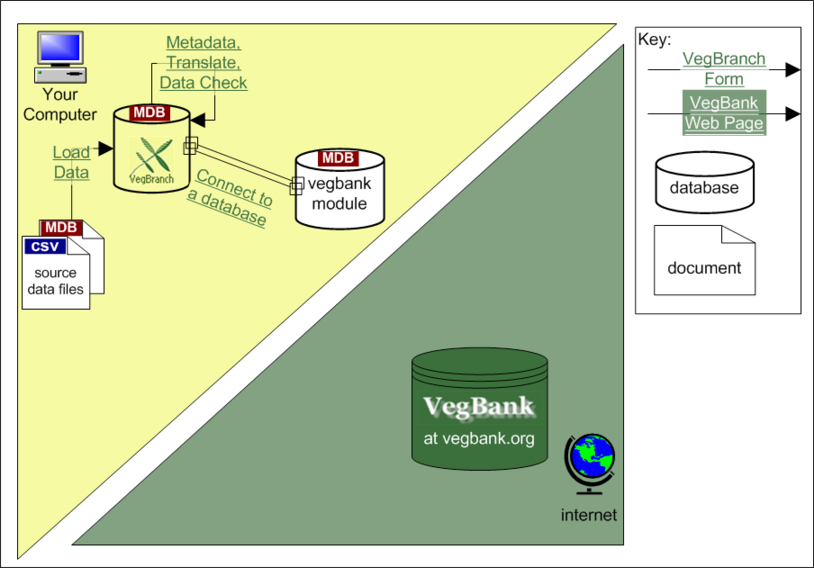 Metadata,
Translate,
Data Check
Your
Computer
MDB
VegBranch
Load
Data
Connect to
a database
MDB
vegbank
module
MDB
CSV
source
data files
VegBank
at vegbank.org
internet
Key:
VegBranch
Form
VegBank
Web Page
database
document